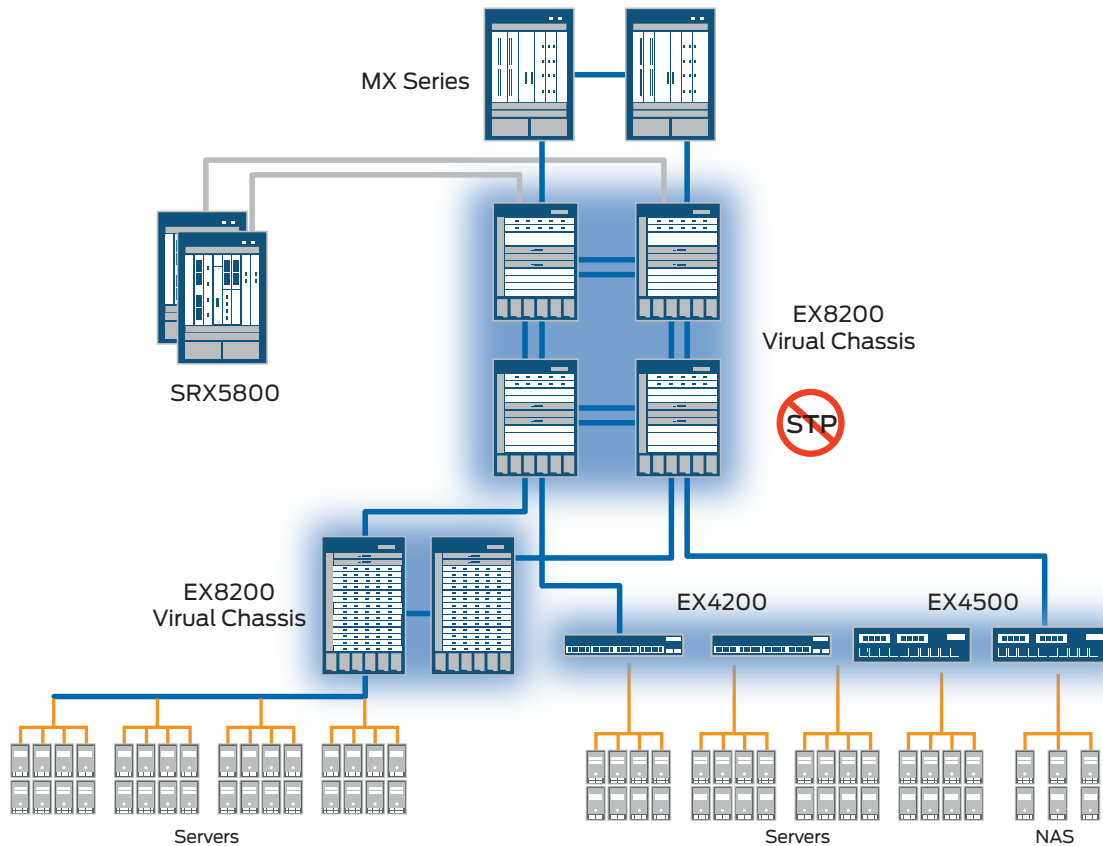 MX Series
EX8200
Virual Chassis
SRX5800
STP
EX8200
Virual Chassis
EX4200
EX4500
Servers
Servers
NAS